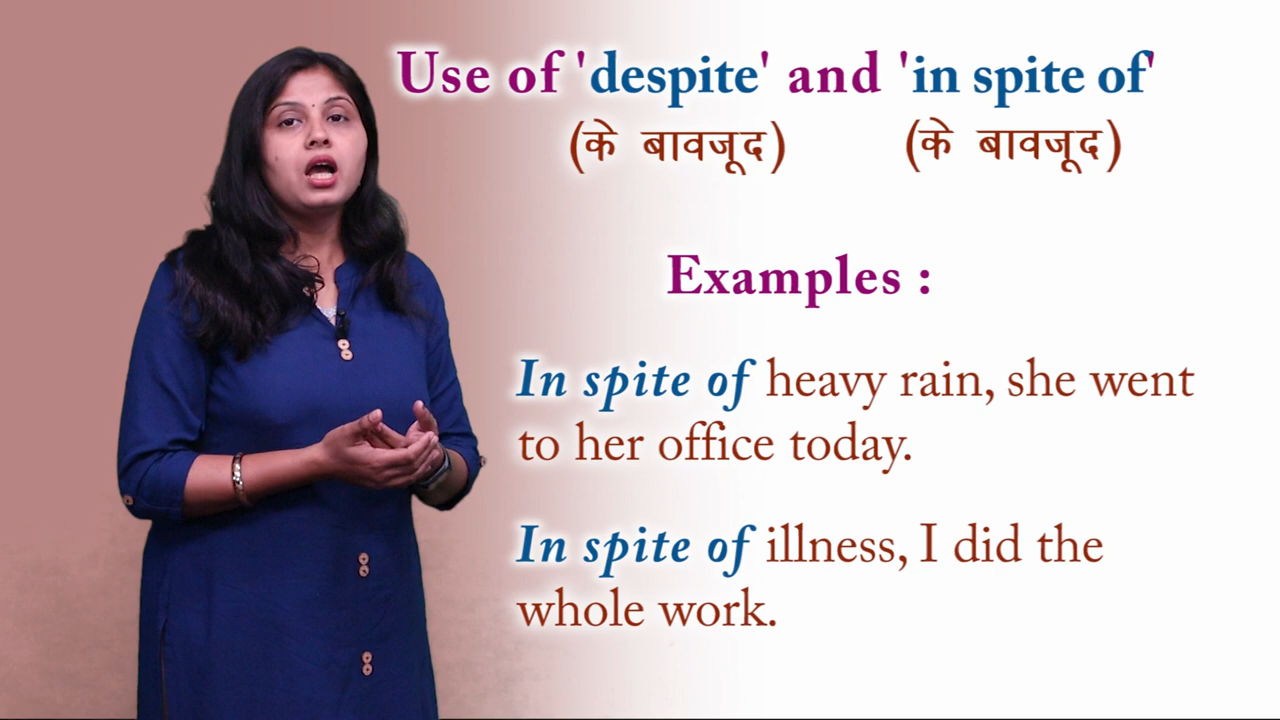 Use of 'despite' and 'in spite of'
(के बावजूद) (के बावजूद)
Examples :
In spite of heavy rain, she went
to her office today.
In spite of illness, I did the
whole work.